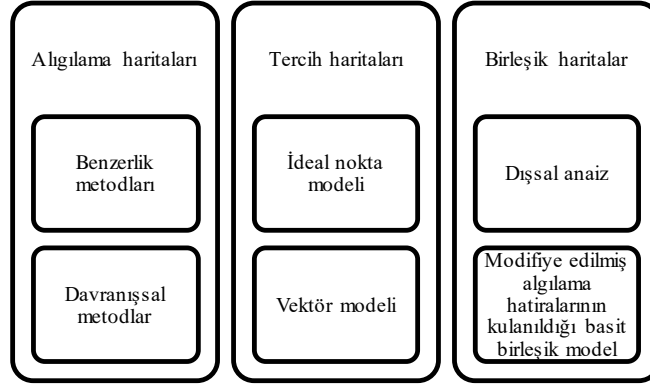 Alıgılama haritaları
Benzerlik
metodları
Davranışsal
metodlar
Tercih haritaları
İdeal nokta
modeli
Vektör modeli
Birleşik haritalar
Dışsal anaiz
Modifiye edilmiş
algılama
hatiralarının
kulanıldığı basit
birleşik model